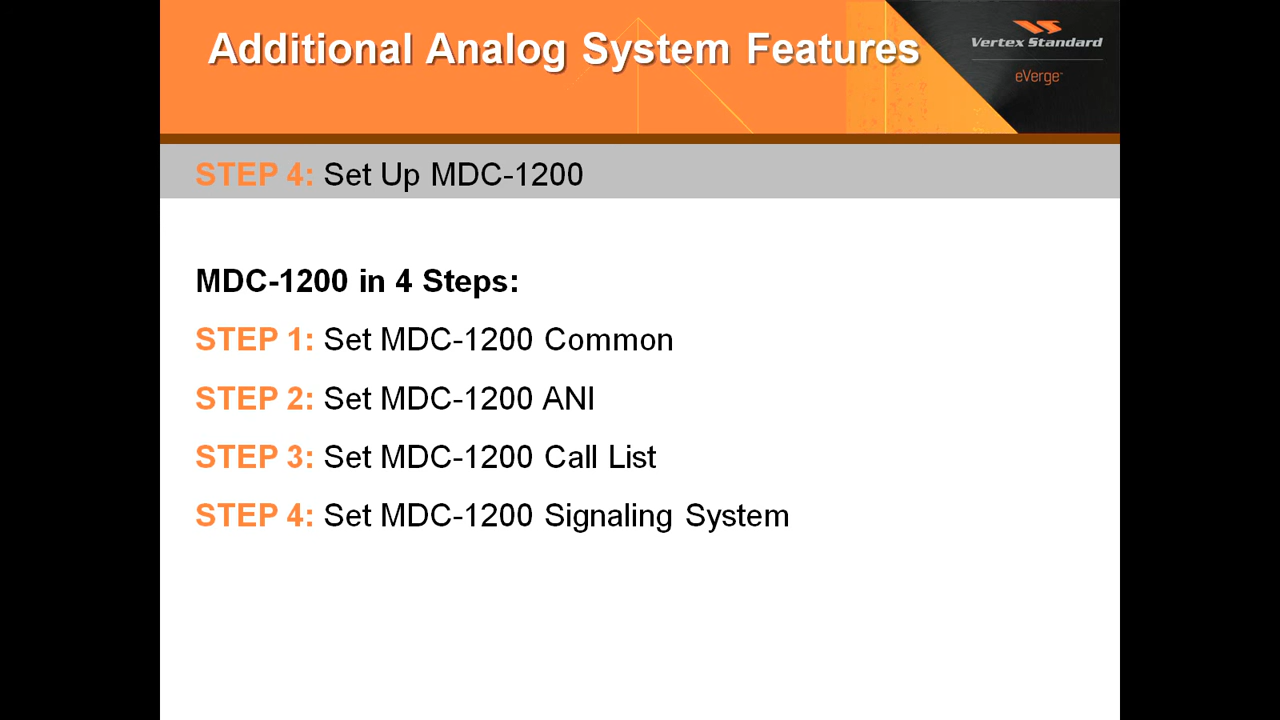 Additional Analog System Features
Vertex Standard
eVerge™
STEP 4: Set Up MDC-1200
MDC-1200 in 4 Steps:
STEP 1: Set MDC-1200 Common
STEP 2: Set MDC-1200 ANI
STEP 3: Set MDC-1200 Call List
STEP 4: Set MDC-1200 Signaling System